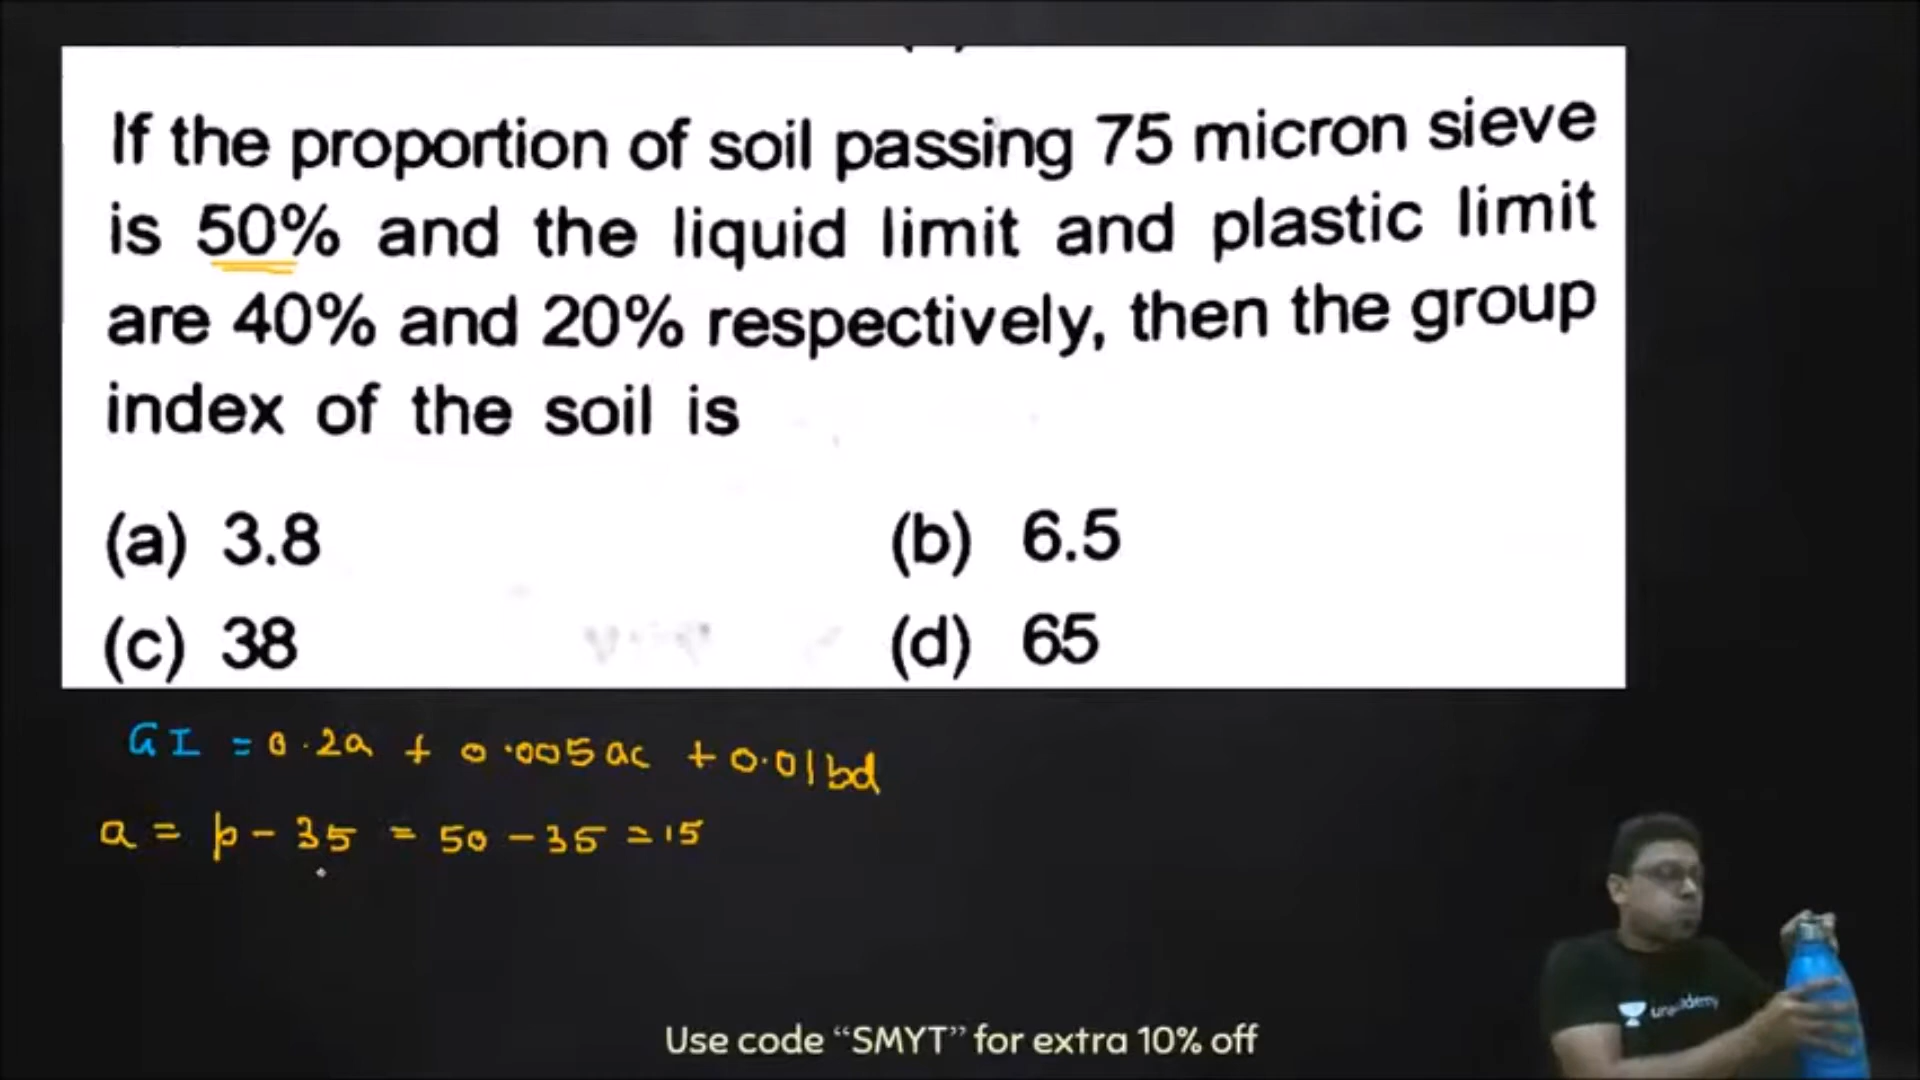 If the proportion of soil passing 75 micron sieve
is 50% and the liquid limit and plastic limit
are 40% and 20% respectively, then the group
index of the soil is
(a) 3.8 (b) 6.5
(c) 38 (d) 65
GI = 0.2a + 0.005ac + 0.01bd
a = p - 35 = 50 - 35 = 15
unacademy
Use code “SMYT” for extra 10% off